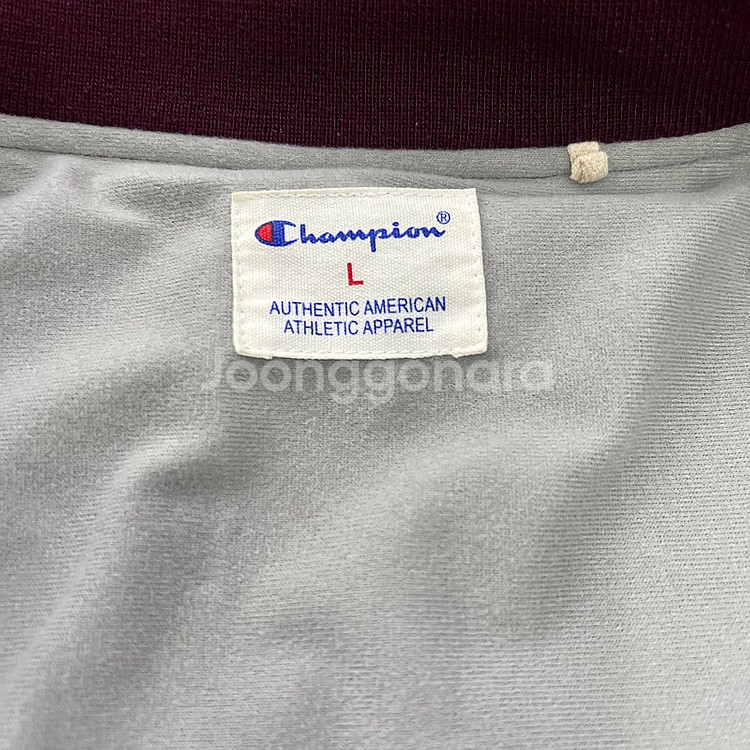 Champion®
L
AUTHENTIC AMERICAN
ATHLETIC APPAREL
Joonggonara